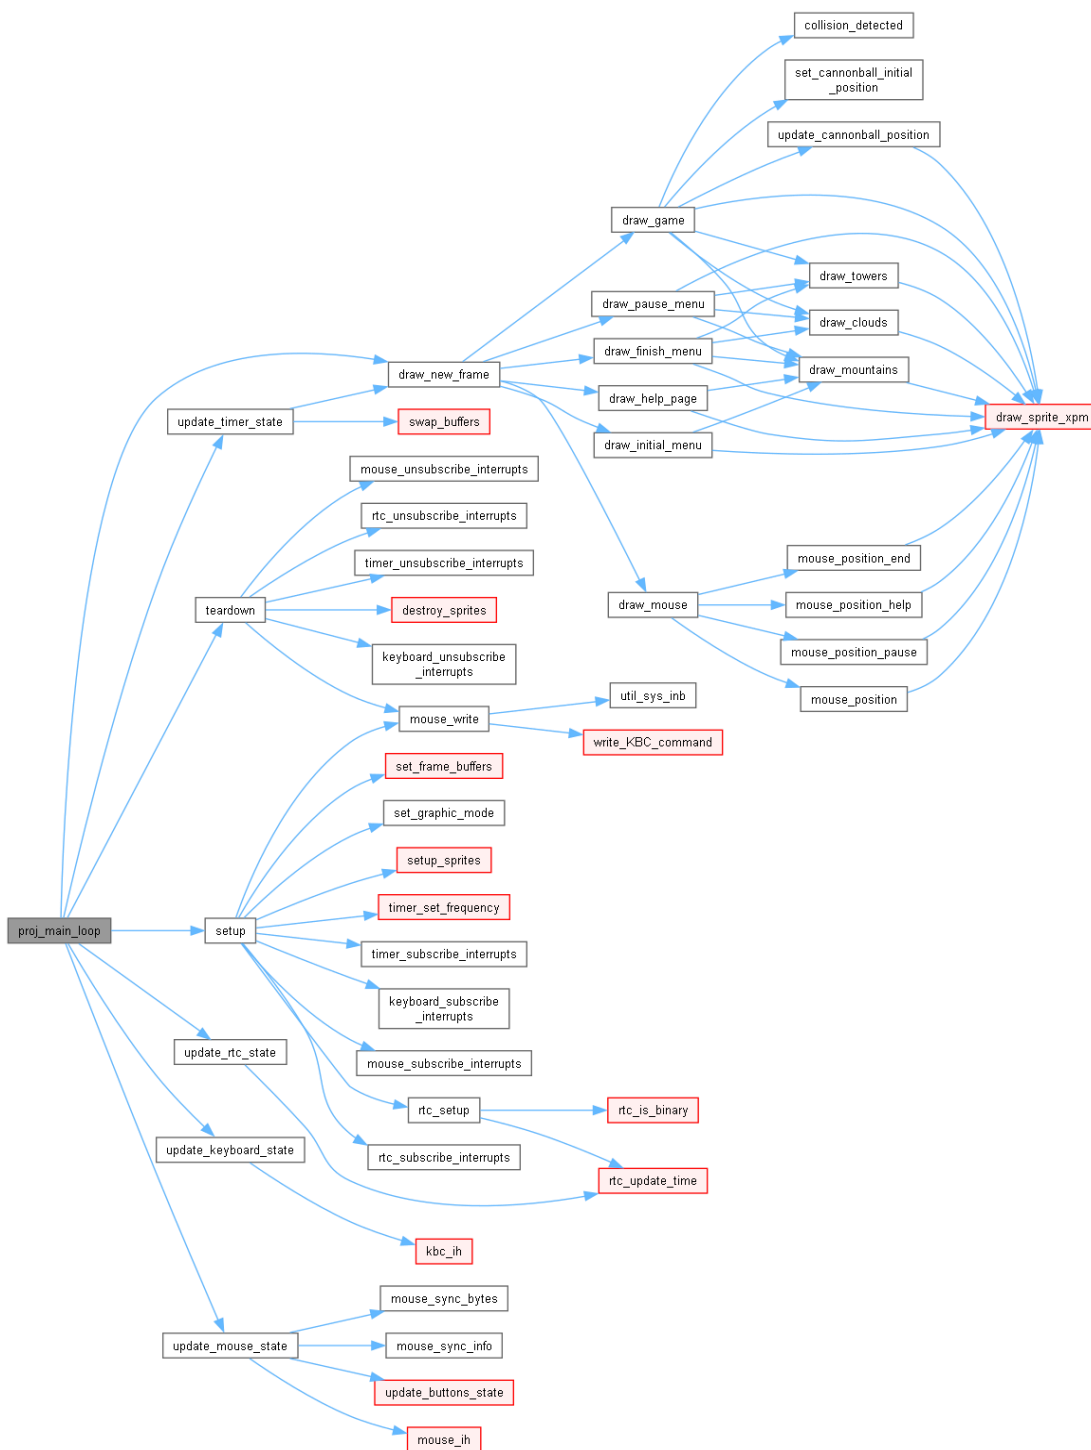 collision_detected
set_cannonball_initial
_position
update_cannonball_position
draw_game
draw_towers
draw_pause_menu
draw_clouds
draw_finish_menu
draw_new_frame
draw_mountains
draw_help_page
draw_sprite_xpm
update_timer_state
swap_buffers
draw_initial_menu
mouse_unsubscribe_interrupts
rtc_unsubscribe_interrupts
timer_unsubscribe_interrupts
mouse_position_end
teardown
destroy_sprites
draw_mouse
mouse_position_help
keyboard_unsubscribe
_interrupts
mouse_position_pause
util_sys_inb
mouse_position
mouse_write
write_KBC_command
set_frame_buffers
set_graphic_mode
setup_sprites
timer_set_frequency
proj_main_loop
setup
timer_subscribe_interrupts
keyboard_subscribe
_interrupts
update_rtc_state
mouse_subscribe_interrupts
rtc_setup
rtc_is_binary
update_keyboard_state
rtc_subscribe_interrupts
rtc_update_time
kbc_ih
mouse_sync_bytes
update_mouse_state
mouse_sync_info
update_buttons_state
mouse_ih